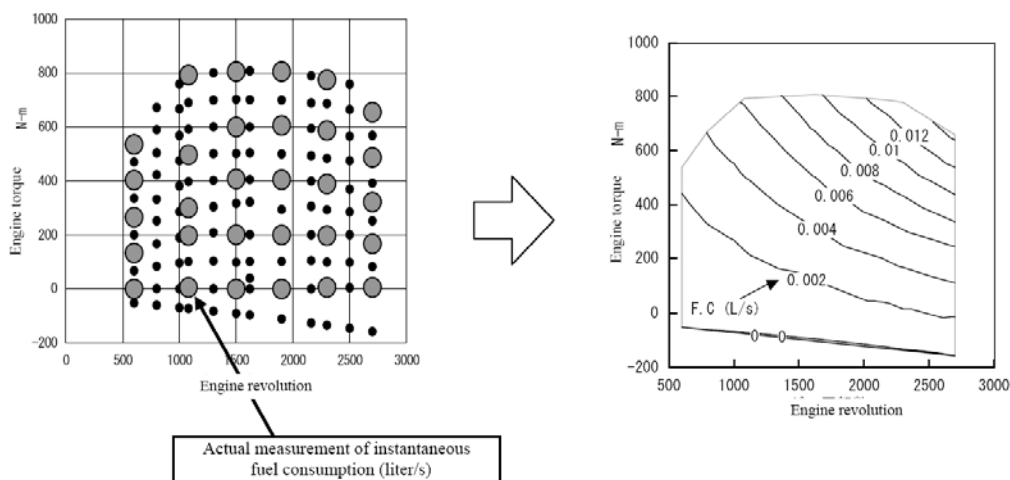 1000
800
600
400
200
0
-200
N-m
Engine torque
0 500 1000 1500 2000 2500 3000
Engine revolution
Actual measurement of instantaneous
fuel consumption (liter/s)
1000
800
600
400
200
0
-200
N-m
Engine torque
0.012
0.01
0.008
0.006
0.004
0.002
F.C (L/s)
0 0
500 1000 1500 2000 2500 3000
Engine revolution